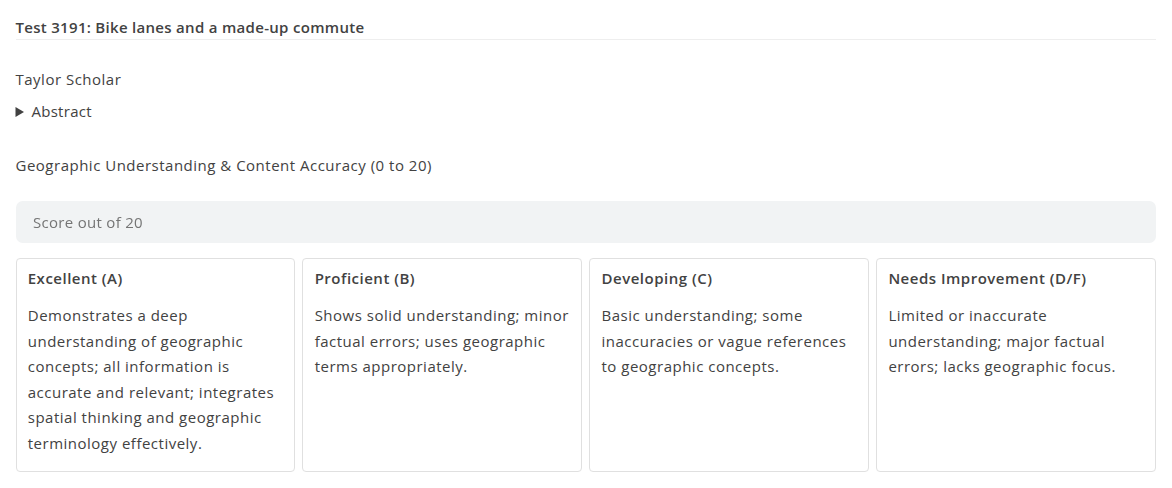 Test 3191: Bike lanes and a made-up commute
Taylor Scholar
Abstract
Geographic Understanding & Content Accuracy (0 to 20)
Score out of 20
Excellent (A)
Demonstrates a deep
understanding of geographic
concepts; all information is
accurate and relevant; integrates
spatial thinking and geographic
terminology effectively.
Proficient (B)
Shows solid understanding; minor
factual errors; uses geographic
terms appropriately.
Developing (C)
Basic understanding; some
inaccuracies or vague references
to geographic concepts.
Needs Improvement (D/F)
Limited or inaccurate
understanding; major factual
errors; lacks geographic focus.